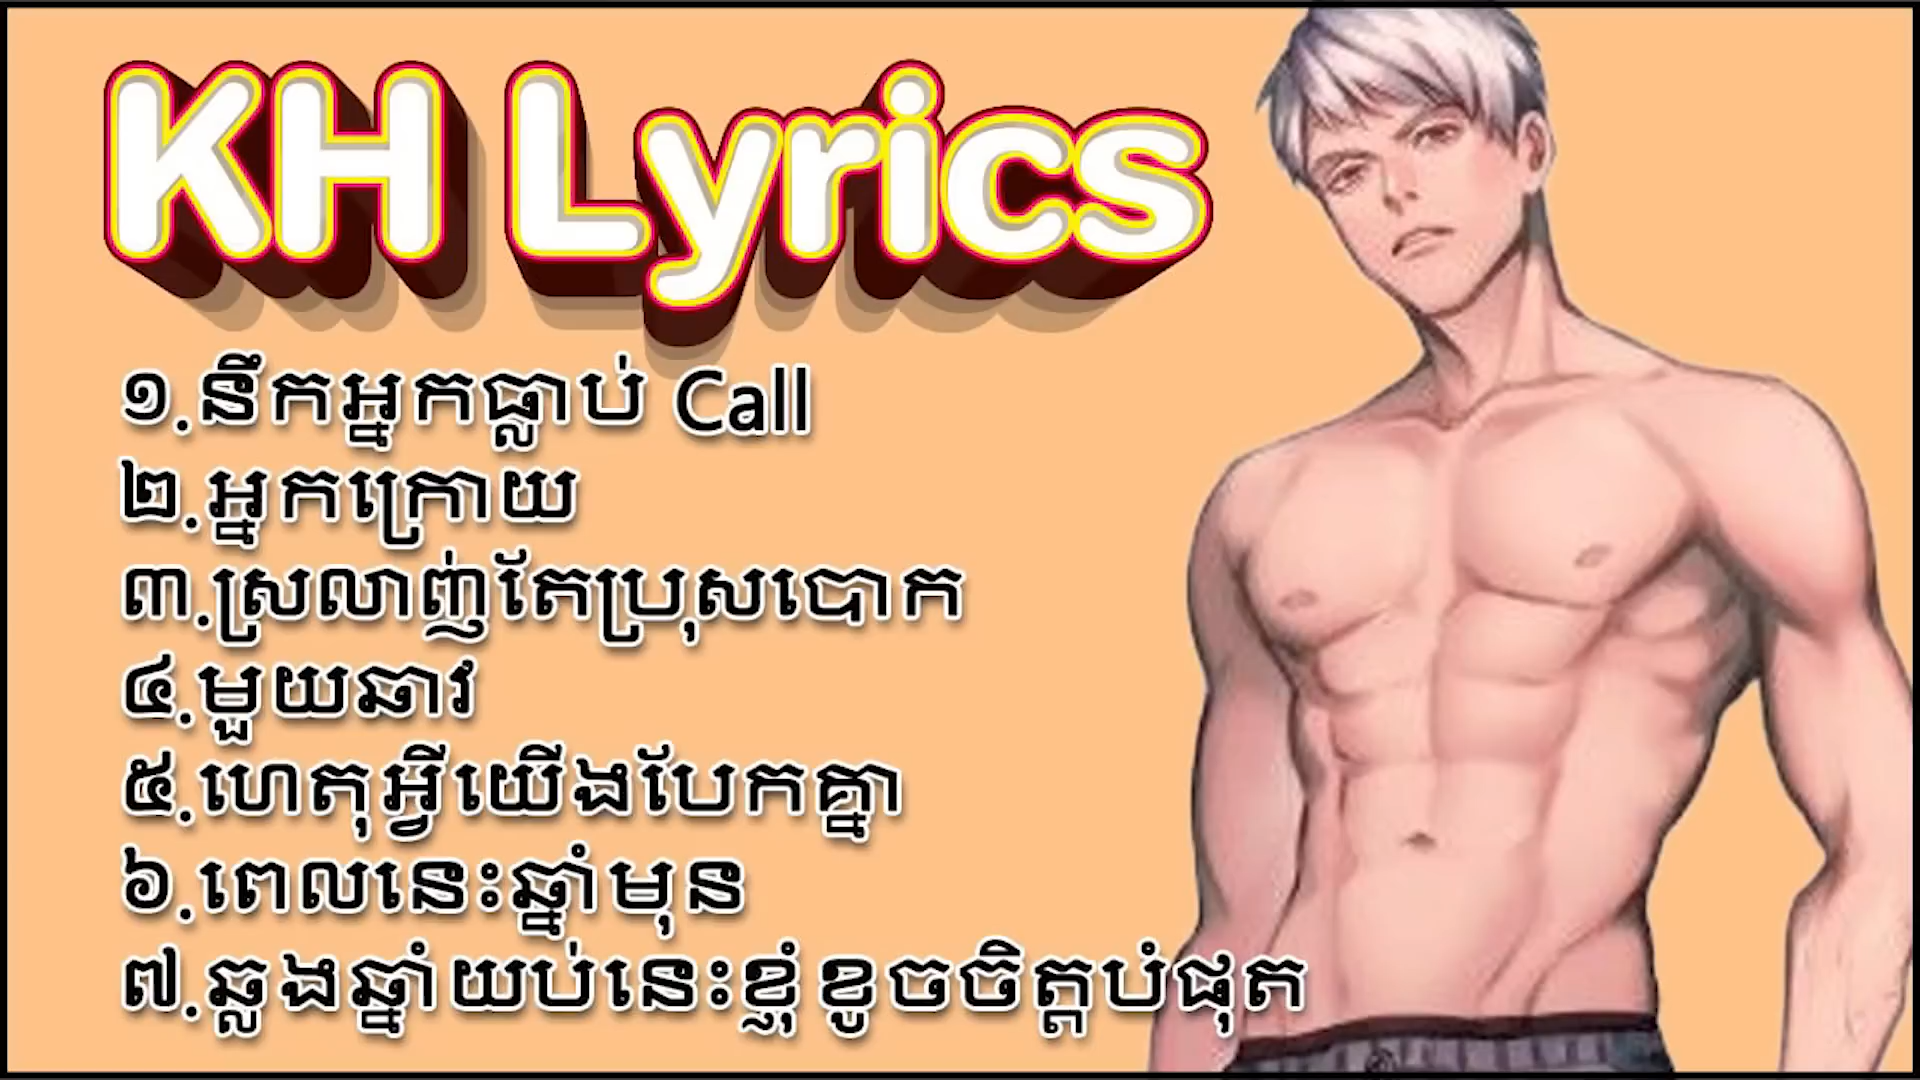 KH Lyrics
១.នឹកអ្នកធ្លាប់ Call
២.អ្នកក្រោយ
៣.ស្រលាញ់តែប្រុសបោក
៤.មួយឆាវ
៥.ហេតុអ្វីយើងបែកគ្នា
៦.ពេលនេះឆ្នាំមុន
៧.ឆ្លងឆ្នាំយប់នេះខ្ញុំខូចចិត្តបំផុត